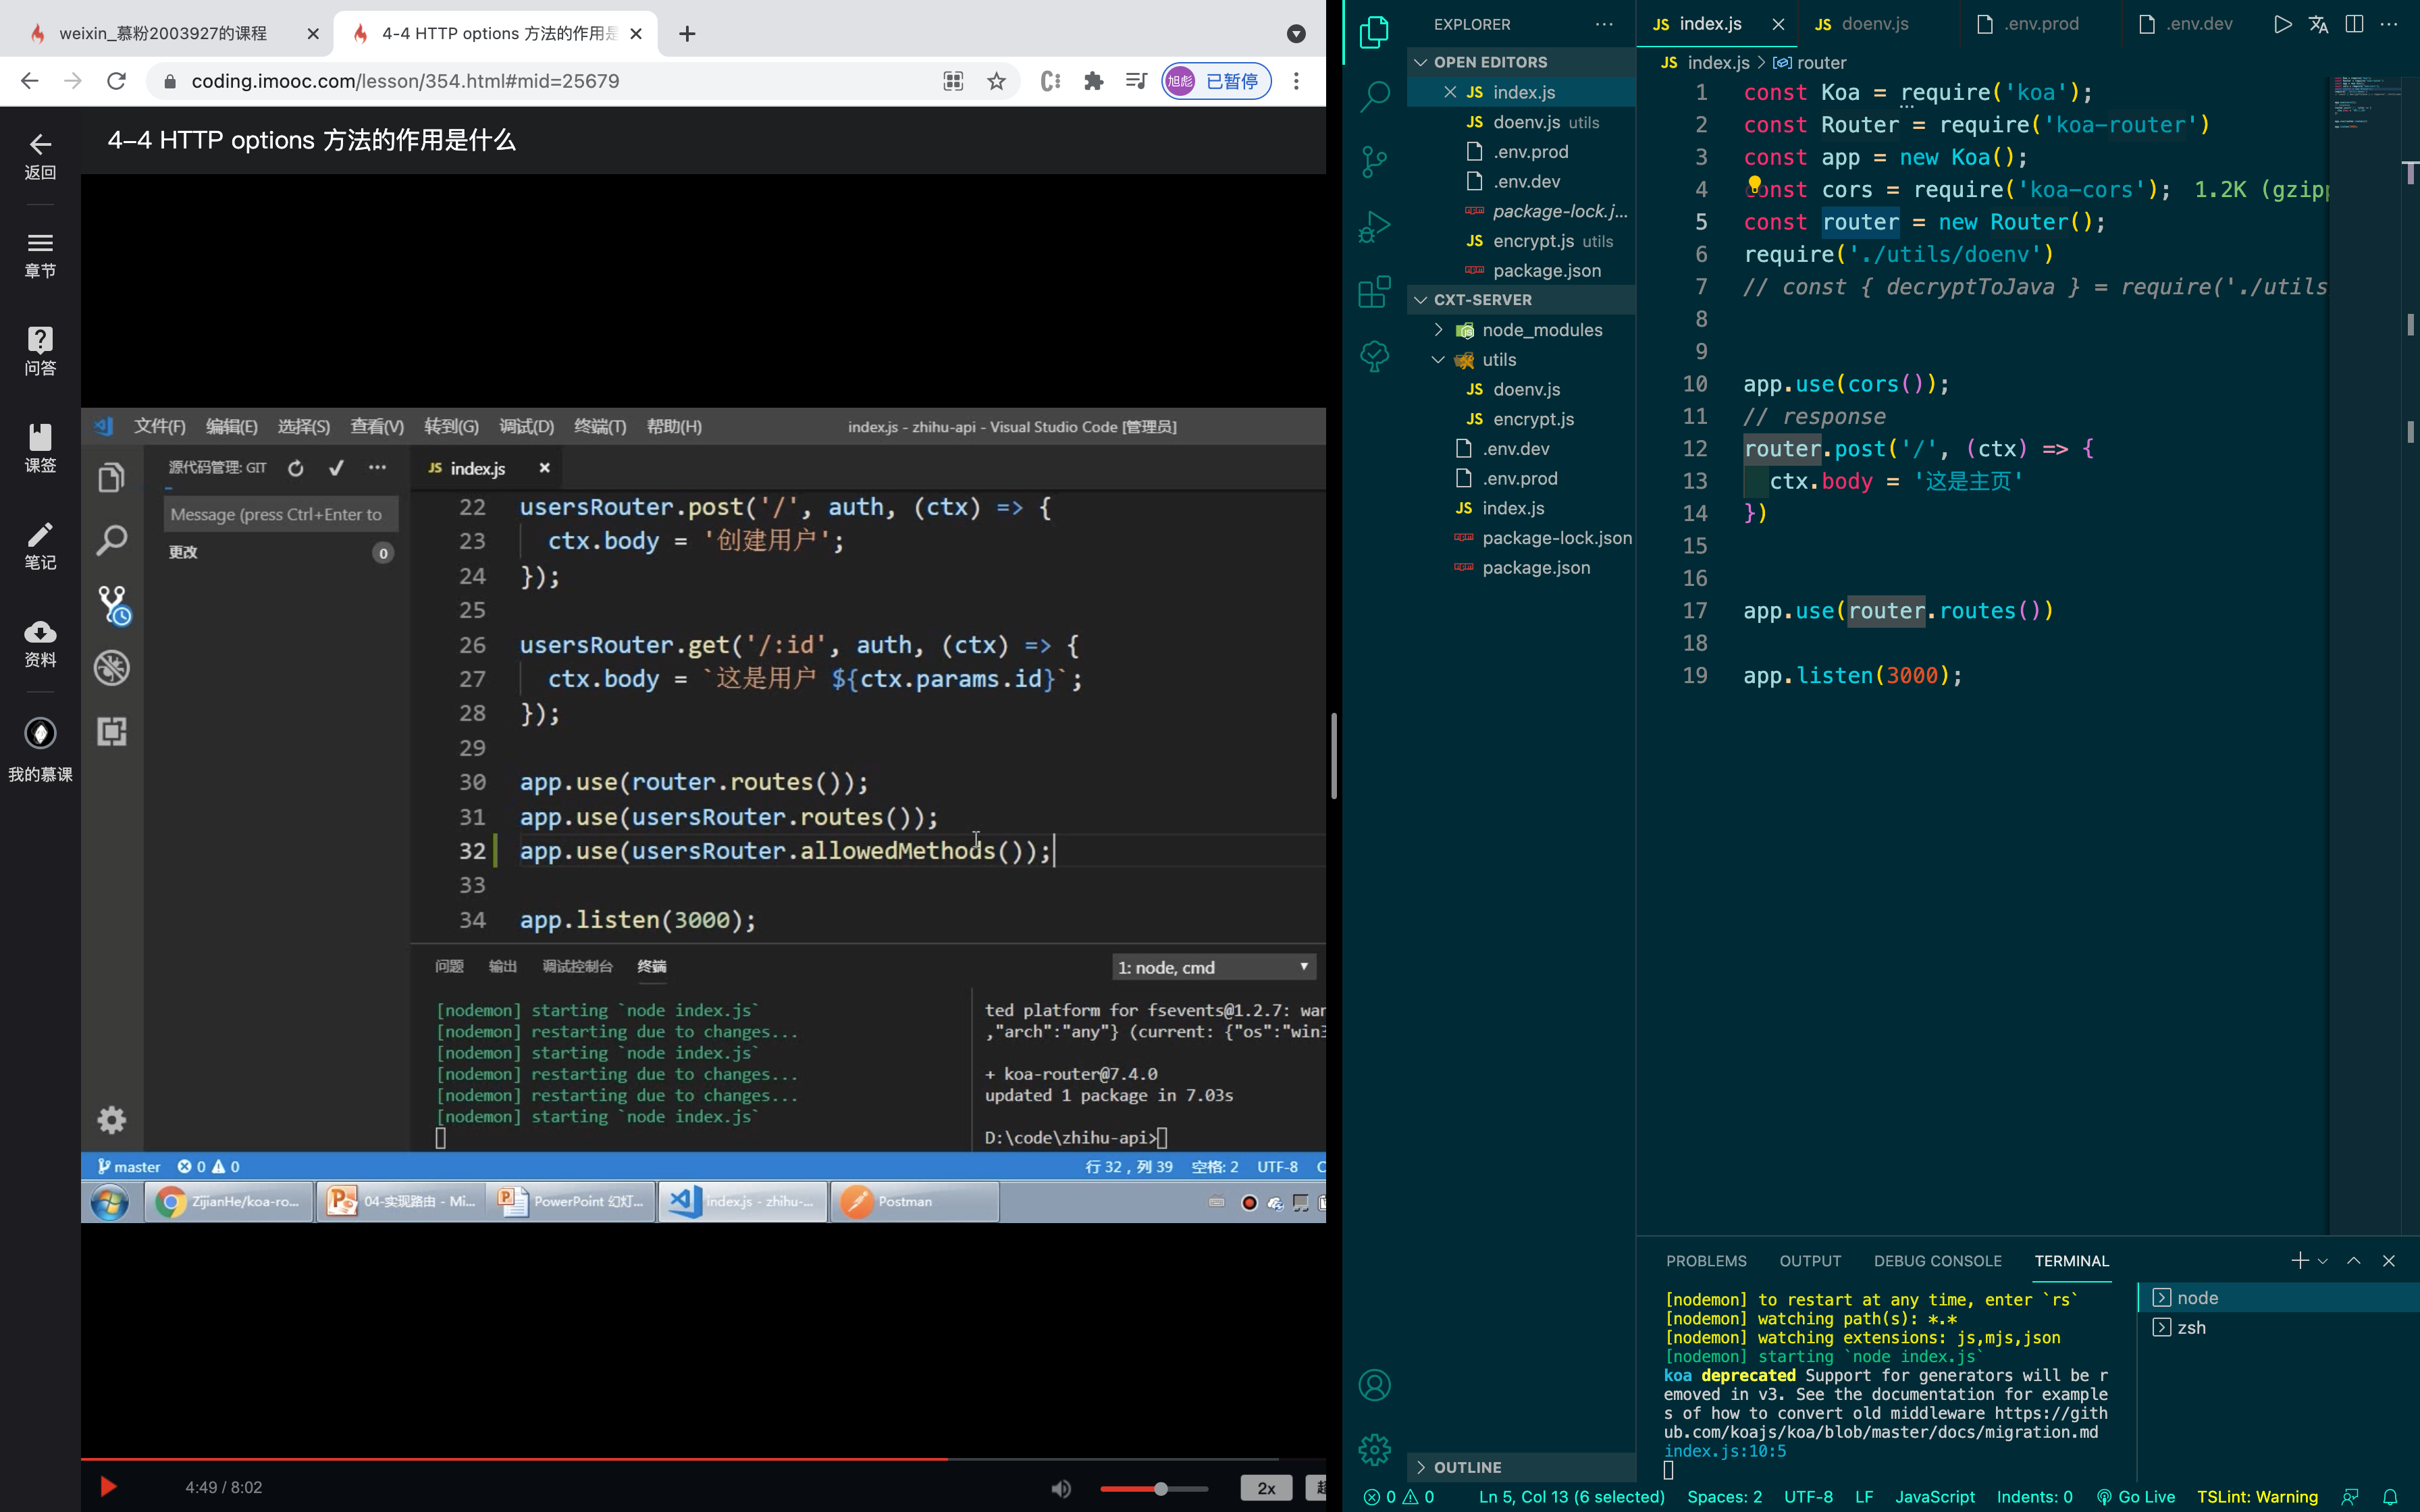 weixin_慕粉2003927的课程
4-4 HTTP options 方法的作用是
coding.imooc.com/lesson/354.html#mid=25679
旭彪 已暂停
4-4 HTTP options 方法的作用是什么
返回
章节
问答
课签
笔记
资料
我的慕课
文件(F) 编辑(E) 选择(S) 查看(V) 转到(G) 调试(D) 终端(T) 帮助(H) index.js - zhihu-api - Visual Studio Code [管理员]
源代码管理: GIT
Message (press Ctrl+Enter to
更改 0
JS index.js
22 usersRouter.post('/', auth, (ctx) => {
23 ctx.body = '创建用户';
24 });
25
26 usersRouter.get('/:id', auth, (ctx) => {
27 ctx.body = `这是用户 ${ctx.params.id}`;
28 });
29
30 app.use(router.routes());
31 app.use(usersRouter.routes());
32 app.use(usersRouter.allowedMethods());
33
34 app.listen(3000);
问题 输出 调试控制台 终端 1: node, cmd
[nodemon] starting `node index.js`
[nodemon] restarting due to changes...
[nodemon] starting `node index.js`
[nodemon] restarting due to changes...
[nodemon] restarting due to changes...
[nodemon] starting `node index.js`
ted platform for fsevents@1.2.7: war
,"arch":"any"} (current: {"os":"win3
+ koa-router@7.4.0
updated 1 package in 7.03s
D:\code\zhihu-api>
master 0 0 行 32，列 39 空格: 2 UTF-8 C
ZijianHe/koa-ro... 04-实现路由 - Mi... PowerPoint 幻灯... index.js - zhihu-... Postman
4:49 / 8:02 2x
EXPLORER
OPEN EDITORS
JS index.js
JS doenv.js utils
.env.prod
.env.dev
package-lock.j...
JS encrypt.js utils
package.json
CXT-SERVER
node_modules
utils
JS doenv.js
JS encrypt.js
.env.dev
.env.prod
JS index.js
package-lock.json
package.json
OUTLINE
JS index.js JS doenv.js .env.prod .env.dev
JS index.js > router
1 const Koa = require('koa');
2 const Router = require('koa-router')
3 const app = new Koa();
4 const cors = require('koa-cors'); 1.2K (gzipp
5 const router = new Router();
6 require('./utils/doenv')
7 // const { decryptToJava } = require('./utils
8
9
10 app.use(cors());
11 // response
12 router.post('/', (ctx) => {
13 ctx.body = '这是主页'
14 })
15
16
17 app.use(router.routes())
18
19 app.listen(3000);
PROBLEMS OUTPUT DEBUG CONSOLE TERMINAL
[nodemon] to restart at any time, enter `rs`
[nodemon] watching path(s): *.*
[nodemon] watching extensions: js,mjs,json
[nodemon] starting `node index.js`
koa deprecated Support for generators will be r
emoved in v3. See the documentation for example
s of how to convert old middleware https://gith
ub.com/koajs/koa/blob/master/docs/migration.md
index.js:10:5
node
zsh
0 0 Ln 5, Col 13 (6 selected) Spaces: 2 UTF-8 LF JavaScript Indents: 0 Go Live TSLint: Warning